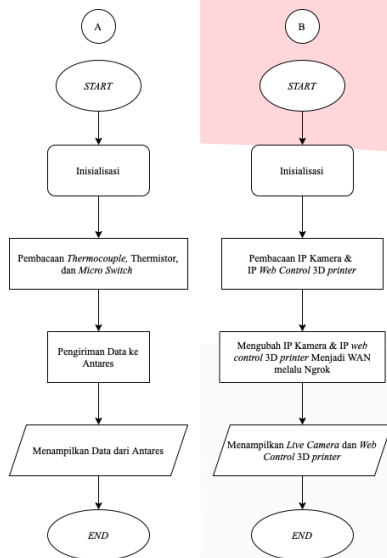 A
START
Inisialisasi
Pembacaan Thermocouple, Thermistor,
dan Micro Switch
Pengiriman Data ke
Antares
Menampilkan Data dari Antares
END
B
START
Inisialisasi
Pembacaan IP Kamera &
IP Web Control 3D printer
Mengubah IP Kamera & IP web
control 3D printer Menjadi WAN
melalu Ngrok
Menampilkan Live Camera dan Web
Control 3D printer
END